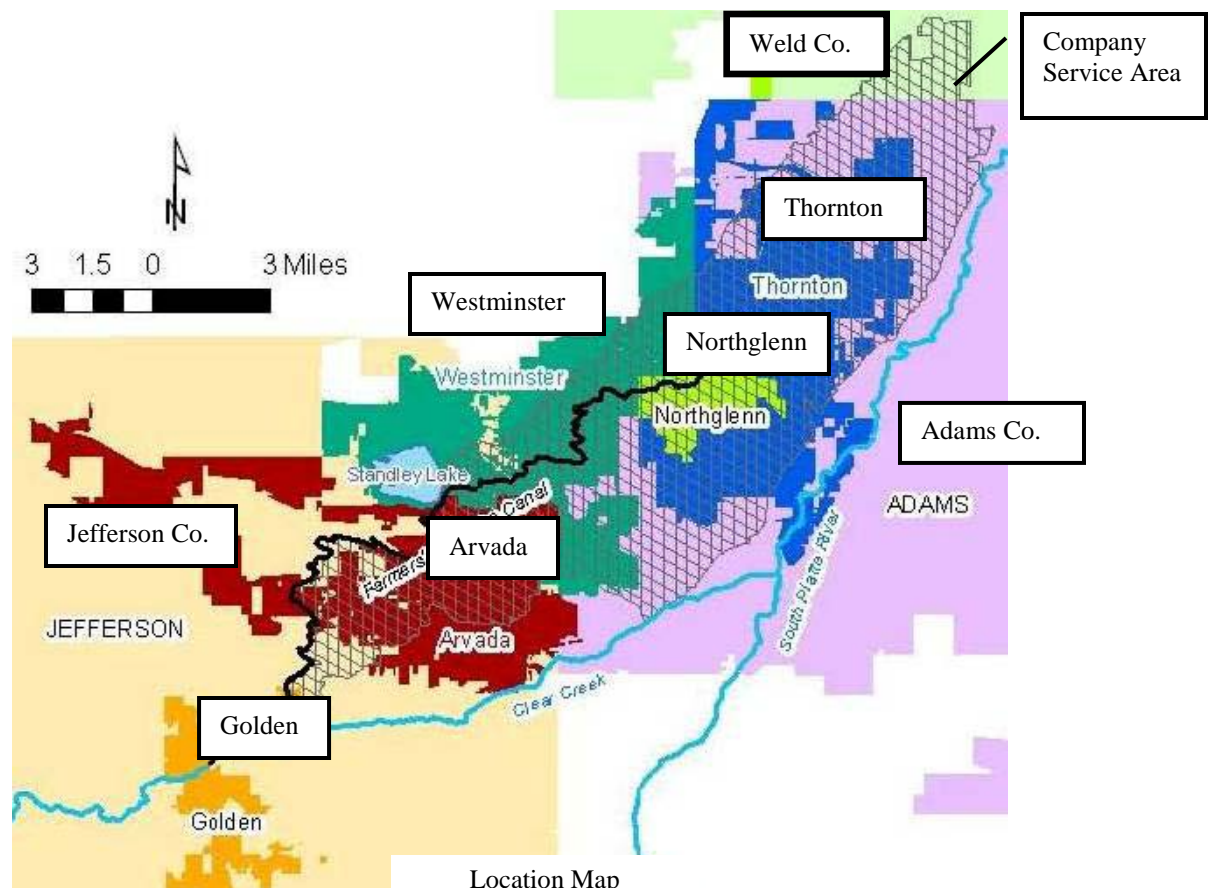 Weld Co.
Company
Service Area
N
Thornton
3 1.5 0 3 Miles
Westminster
Thornton
Northglenn
Westminster
Northglenn
Adams Co.
Standley Lake
ADAMS
Jefferson Co.
Arvada
Farmers
Canal
South Platte River
JEFFERSON
Arvada
Clear Creek
Golden
Golden
Location Map